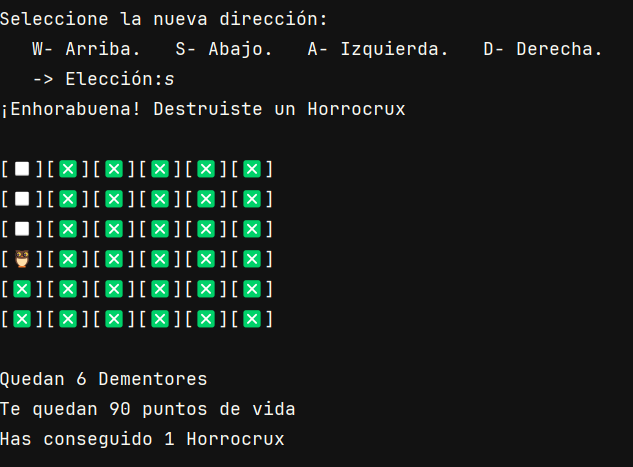 Seleccione la nueva dirección:
W- Arriba. S- Abajo. A- Izquierda. D- Derecha.
-> Elección:s
¡Enhorabuena! Destruiste un Horrocrux
[⬜][❎][❎][❎][❎][❎]
[⬜][❎][❎][❎][❎][❎]
[⬜][❎][❎][❎][❎][❎]
[🦉][❎][❎][❎][❎][❎]
[❎][❎][❎][❎][❎][❎]
[❎][❎][❎][❎][❎][❎]
Quedan 6 Dementores
Te quedan 90 puntos de vida
Has conseguido 1 Horrocrux